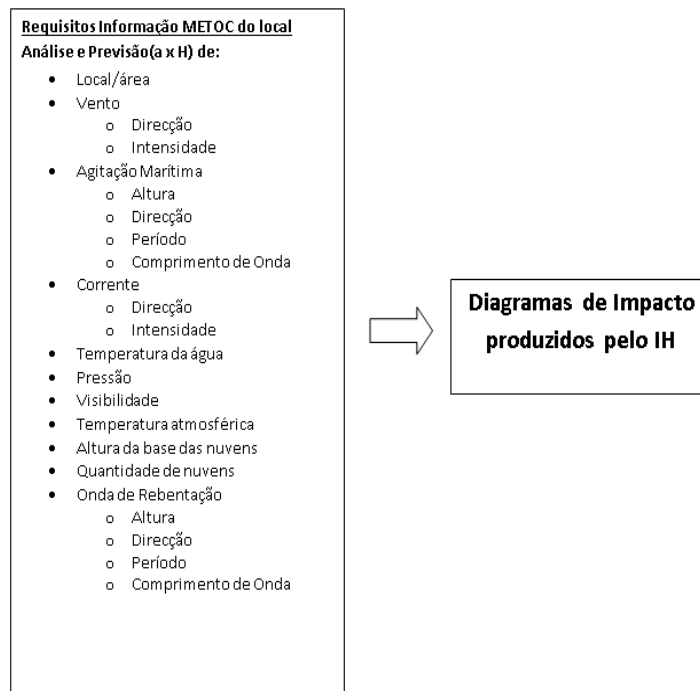 Requisitos Informação METOC do local
Análise e Previsão(a x H) de:
• Local/área
• Vento
o Direcção
o Intensidade
• Agitação Marítima
o Altura
o Direcção
o Período
o Comprimento de Onda
• Corrente
o Direcção
o Intensidade
• Temperatura da água
• Pressão
• Visibilidade
• Temperatura atmosférica
• Altura da base das nuvens
• Quantidade de nuvens
• Onda de Rebentação
o Altura
o Direcção
o Período
o Comprimento de Onda
Diagramas de Impacto
produzidos pelo IH